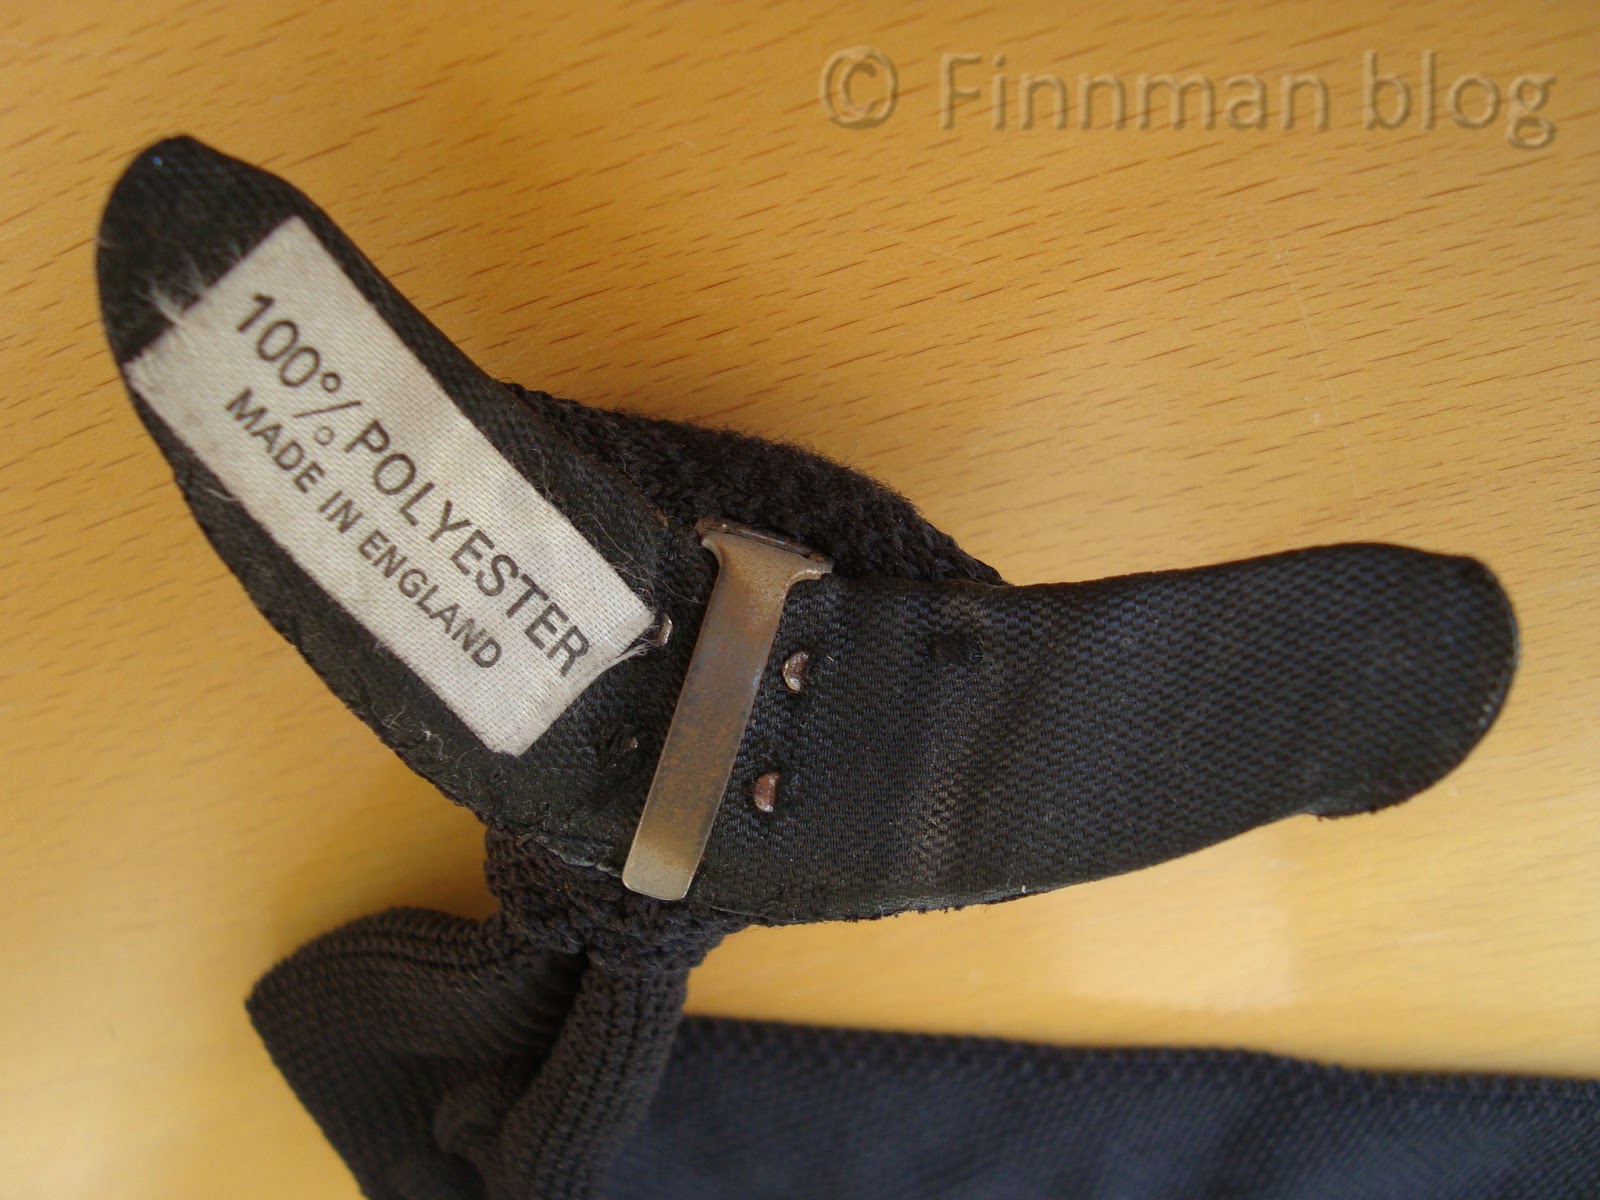 © Finnman blog
100% POLYESTER
MADE IN ENGLAND